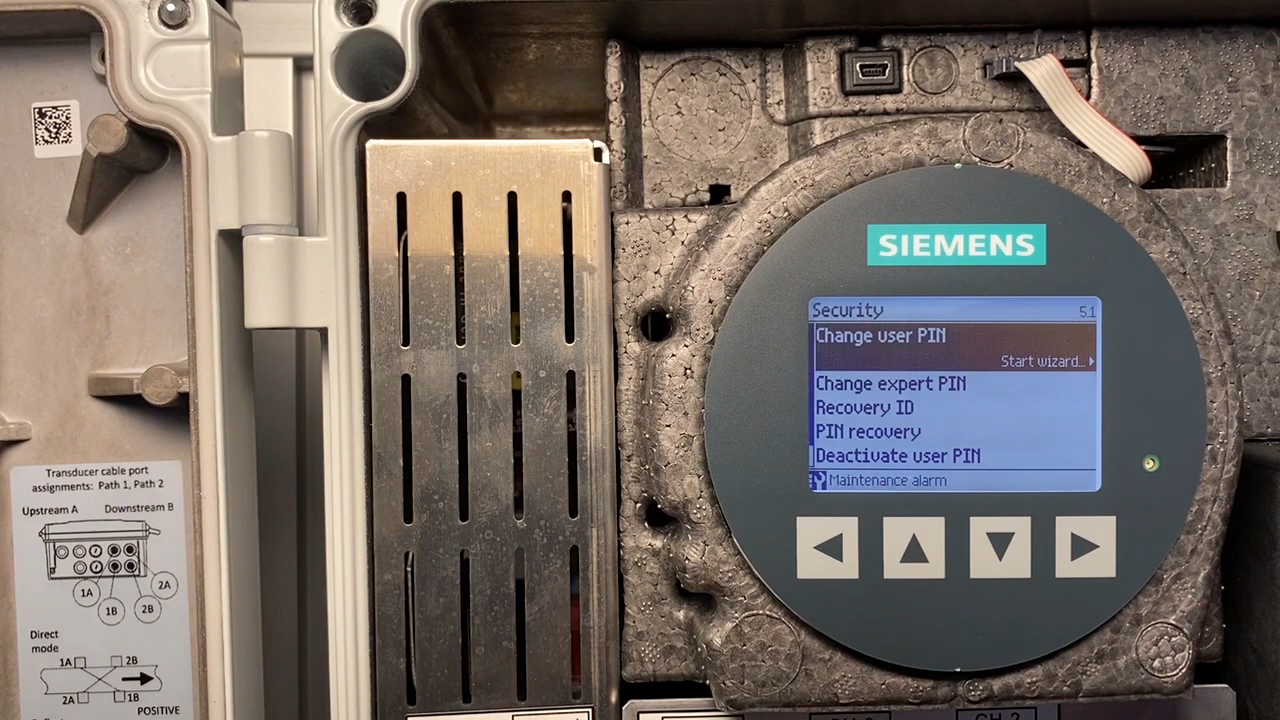 SIEMENS
Security 5.1
Change user PIN
Start wizard...
Change expert PIN
Recovery ID
PIN recovery
Deactivate user PIN
Maintenance alarm
Transducer cable port
assignments: Path 1, Path 2
Upstream A Downstream B
2A
1A
2B
1B
Direct
mode
1A 2B
2A 1B
POSITIVE